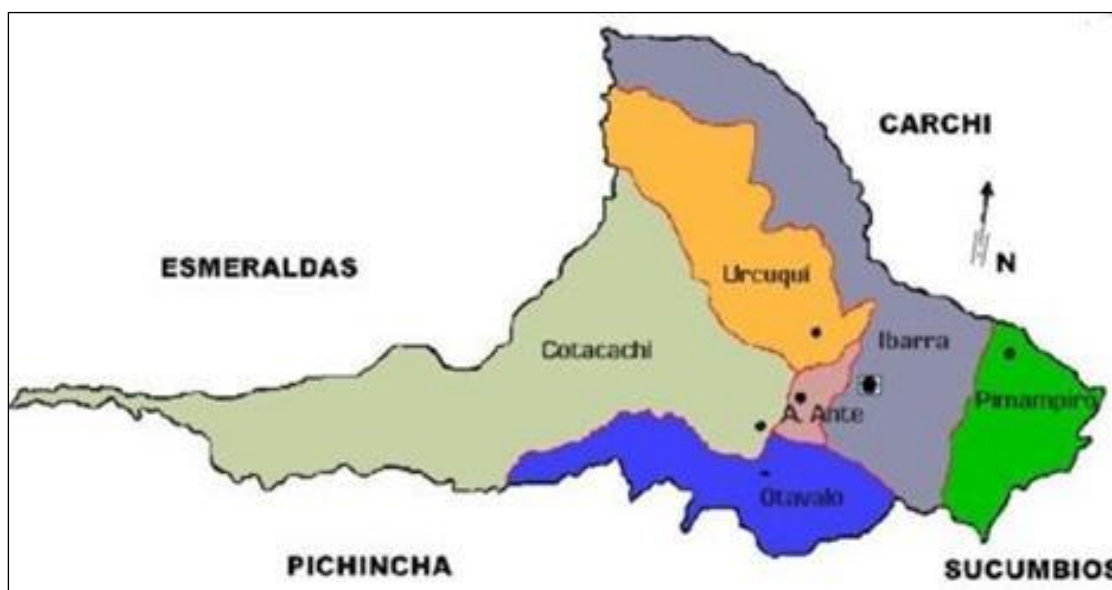 CARCHI
N
ESMERALDAS
Urcuqui
Cotacachi
Ibarra
Pimampiro
A. Ante
Otavalo
PICHINCHA
SUCUMBIOS